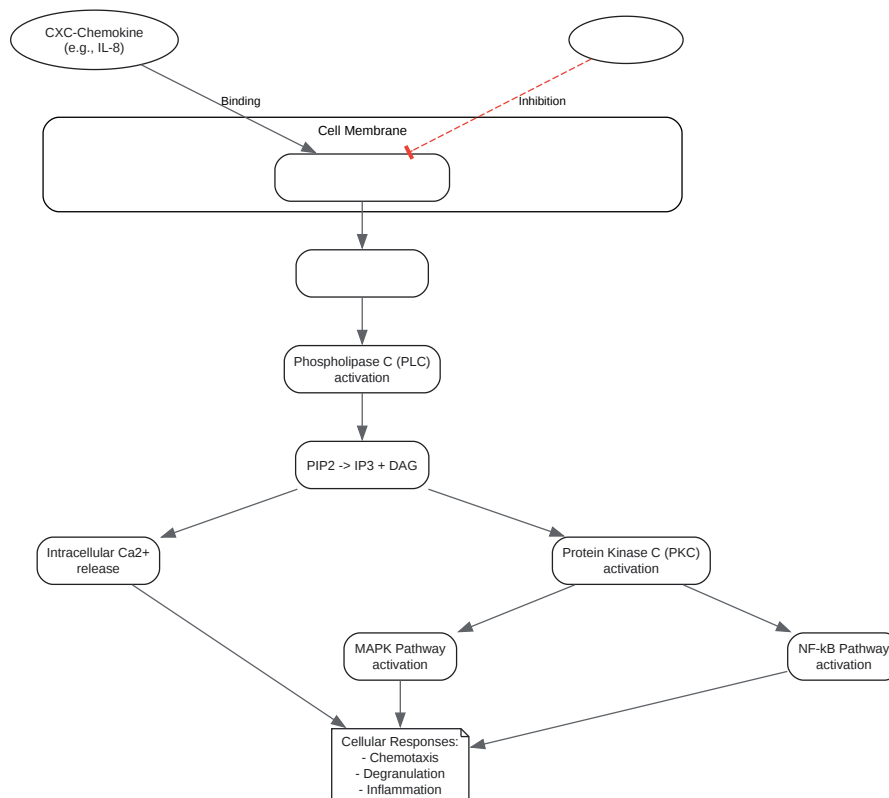 CXC-Chemokine
(e.g., IL-8)
Binding
Inhibition
Cell Membrane
Phospholipase C (PLC)
activation
PIP2 -> IP3 + DAG
Intracellular Ca2+
release
Protein Kinase C (PKC)
activation
MAPK Pathway
activation
NF-kB Pathway
activation
Cellular Responses:
- Chemotaxis
- Degranulation
- Inflammation